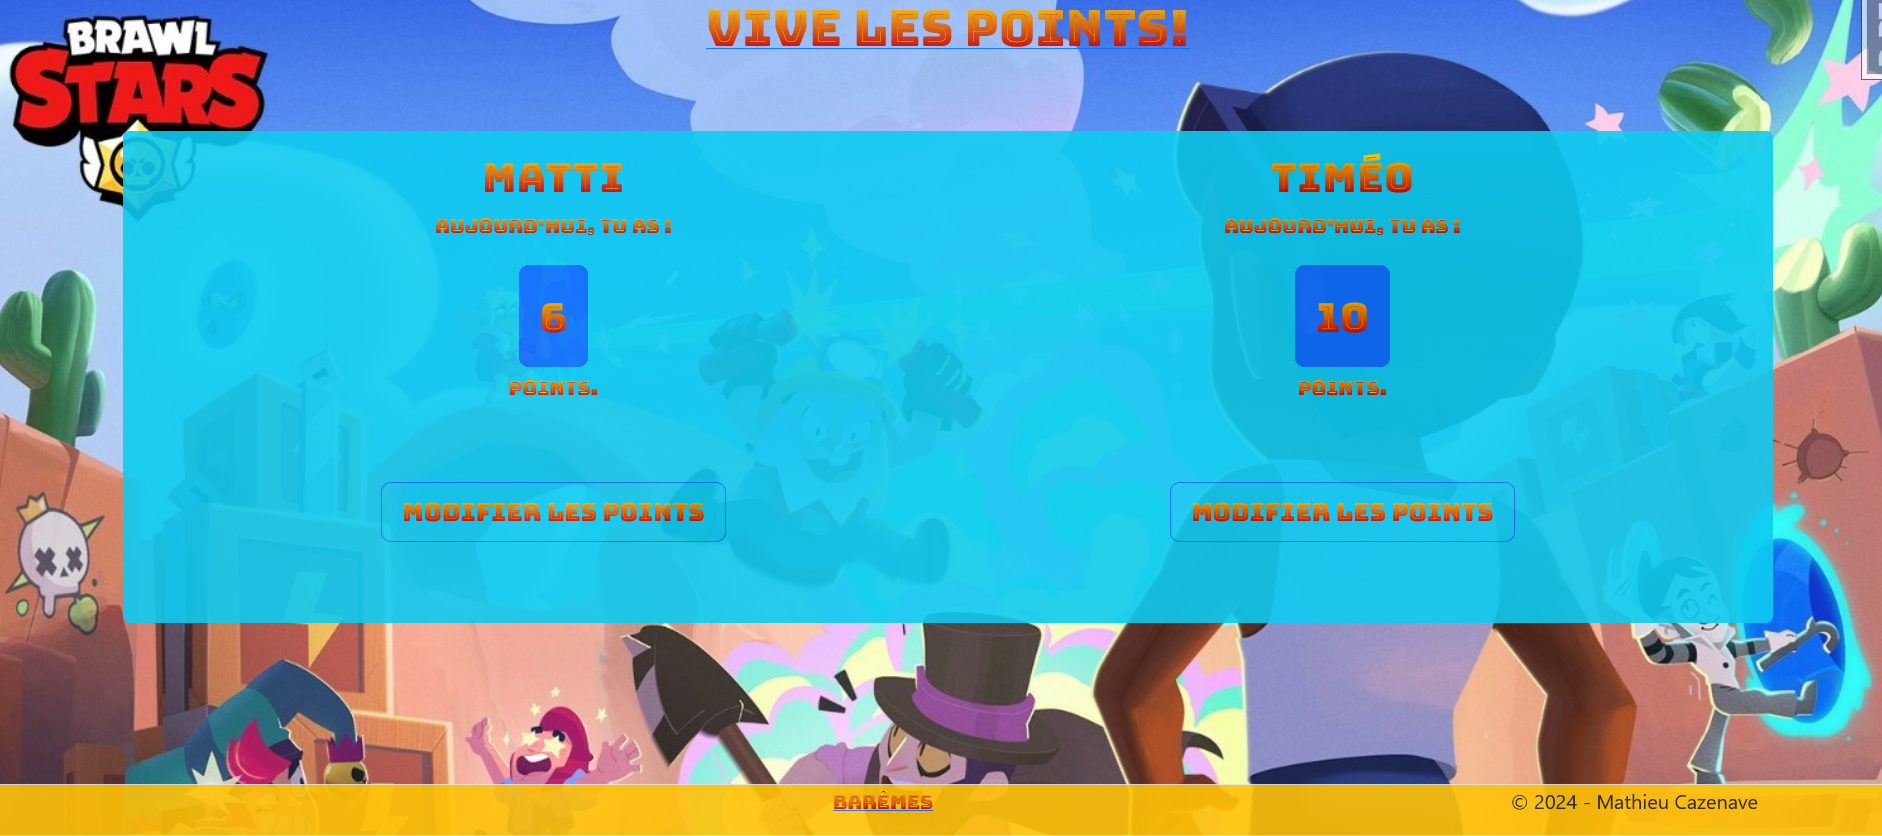 VIVE LES POINTS!
BRAWL
STARS
MATTI
AUJOURD'HUI, TU AS :
6
POINTS.
MODIFIER LES POINTS
TIMÉO
AUJOURD'HUI, TU AS :
10
POINTS.
MODIFIER LES POINTS
BARÊMES
© 2024 - Mathieu Cazenave